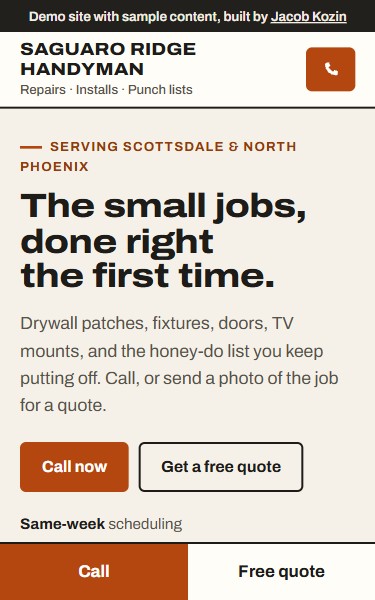 Demo site with sample content, built by Jacob Kozin
SAGUARO RIDGE
HANDYMAN
Repairs · Installs · Punch lists
SERVING SCOTTSDALE & NORTH
PHOENIX
The small jobs,
done right
the first time.
Drywall patches, fixtures, doors, TV
mounts, and the honey-do list you keep
putting off. Call, or send a photo of the job
for a quote.
Call now
Get a free quote
Same-week scheduling
Call
Free quote